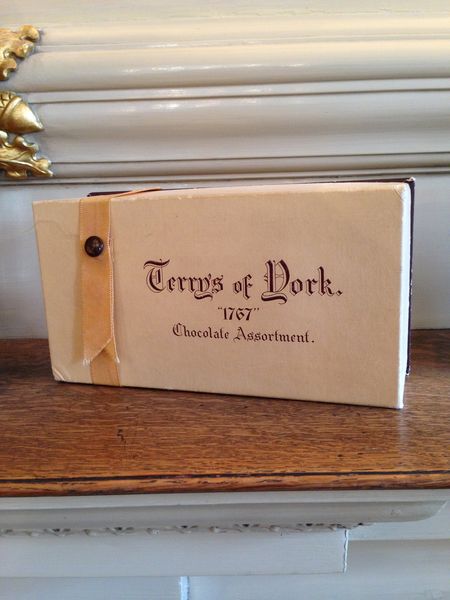 Terrys of York.
"1767"
Chocolate Assortment.